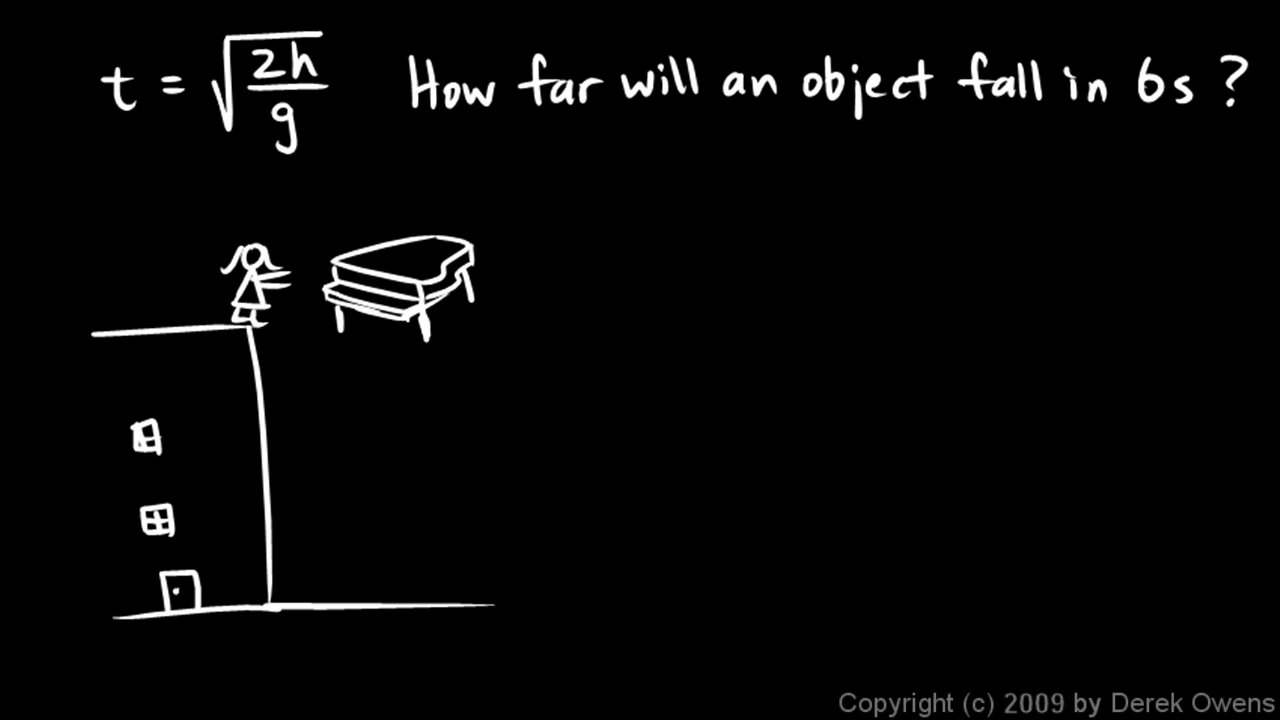 t = √(2h/g) How far will an object fall in 6s ?
Copyright (c) 2009 by Derek Owens